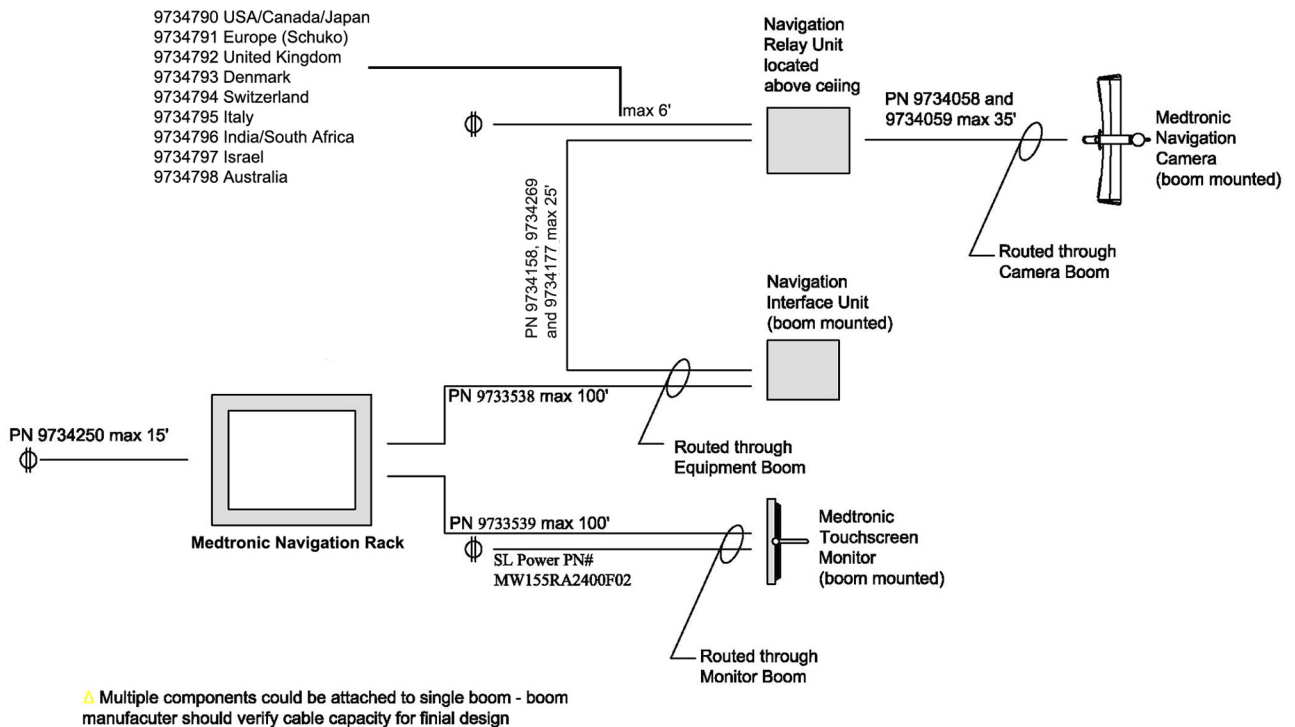 9734790 USA/Canada/Japan
9734791 Europe (Schuko)
9734792 United Kingdom
9734793 Denmark
9734794 Switzerland
9734795 Italy
9734796 India/South Africa
9734797 Israel
9734798 Australia
max 6'
Navigation
Relay Unit
located
above ceiing
PN 9734058 and
9734059 max 35'
Medtronic
Navigation
Camera
(boom mounted)
Routed through
Camera Boom
PN 9734158, 9734269
and 9734177 max 25'
Navigation
Interface Unit
(boom mounted)
PN 9733538 max 100'
Routed through
Equipment Boom
PN 9734250 max 15'
Medtronic Navigation Rack
PN 9733539 max 100'
SL Power PN#
MW155RA2400F02
Medtronic
Touchscreen
Monitor
(boom mounted)
Routed through
Monitor Boom
Δ Multiple components could be attached to single boom - boom
manufacuter should verify cable capacity for finial design